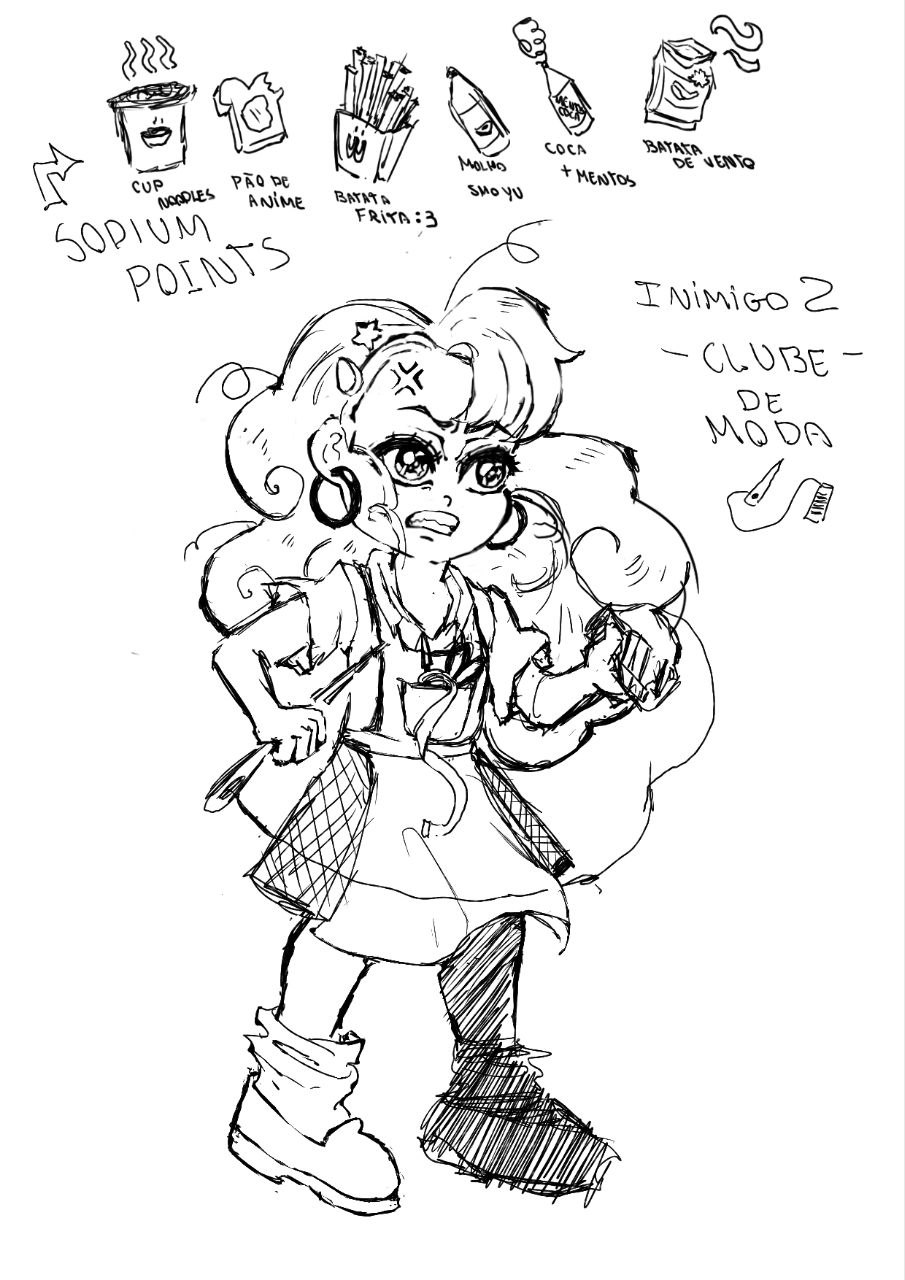 CUP
NOODLES
PÃO DE
ANIME
BATATA
FRITA :3
MOLHO
SHOYU
COCA
+ MENTOS
BATATA
DE VENTO
SODIUM
POINTS
INIMIGO 2
- CLUBE -
DE
MODA